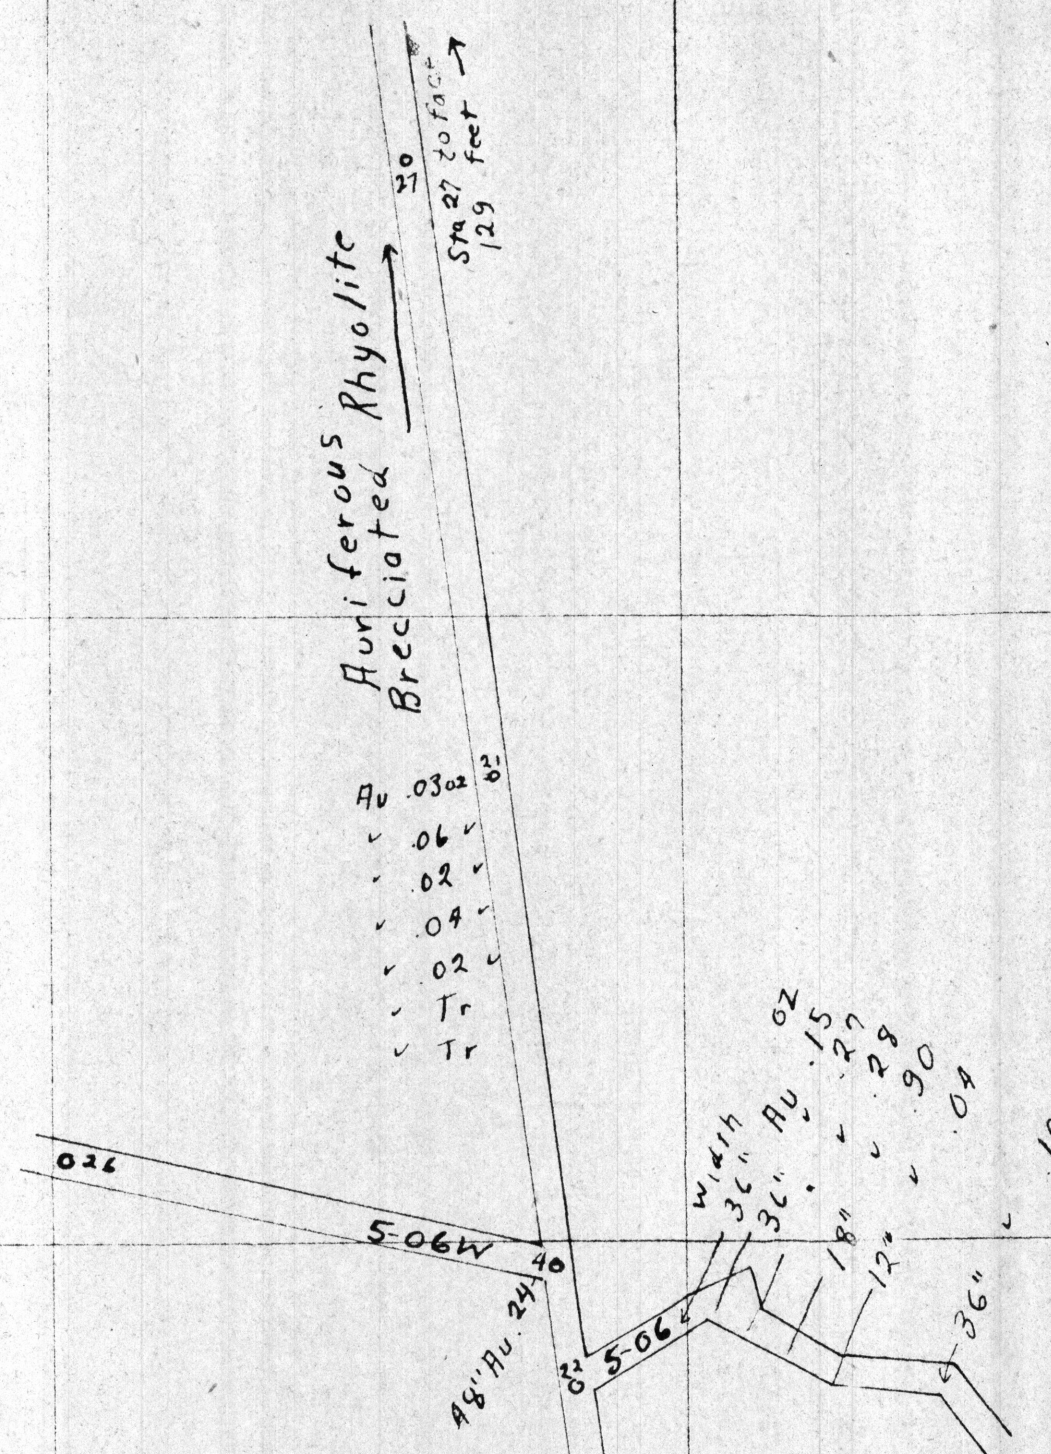 Sta 27 to face
129 feet
27
Auriferous Rhyolite
Brecciated
Au .03 oz
" .06 "
" .02 "
" .04 "
" .02 "
" Tr
" Tr
026
5-06W
40
48" Au .24
22
5-06
Width
36" Au .15
oz
36" " .27
18" " .28
12" " .90
36" " .04